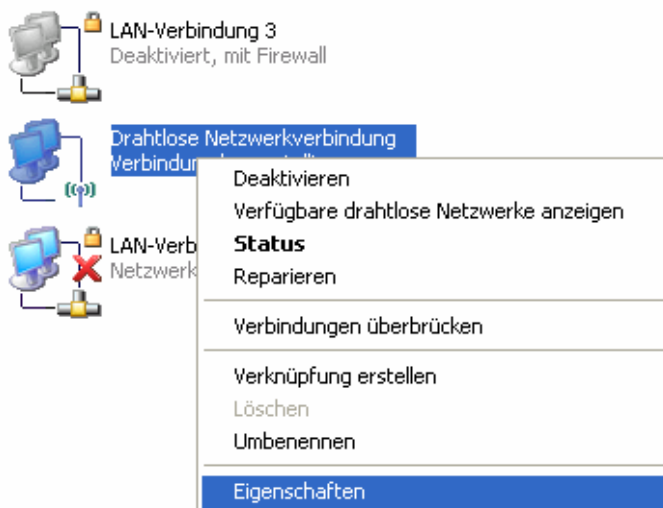 LAN-Verbindung 3
Deaktiviert, mit Firewall
Drahtlose Netzwerkverbindung
Deaktivieren
Verfügbare drahtlose Netzwerke anzeigen
Status
LAN-Verb
Netzwerk
Reparieren
Verbindungen überbrücken
Verknüpfung erstellen
Löschen
Umbenennen
Eigenschaften